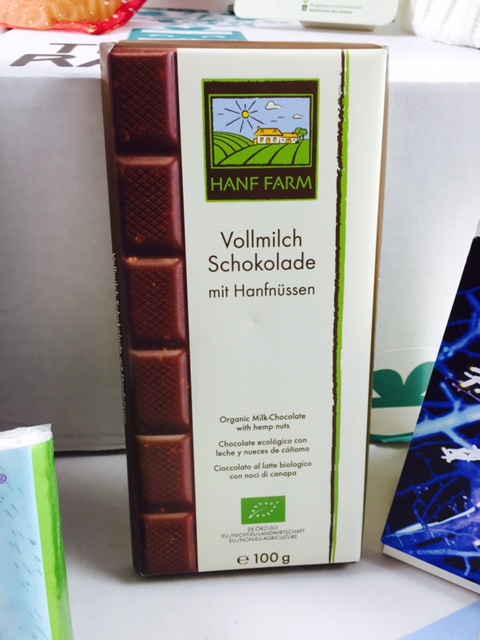 HANF FARM
Vollmilch
Schokolade
mit Hanfnüssen
Organic Milk-Chocolate
with hemp nuts
Chocolate ecológico con
leche y nueces de cáñamo
Cioccolato al latte biologico
con noci di canapa
DE-ÖKO-001
EU-/NICHT-EU-LANDWIRTSCHAFT
EU-/NON-EU AGRICULTURE
e 100 g